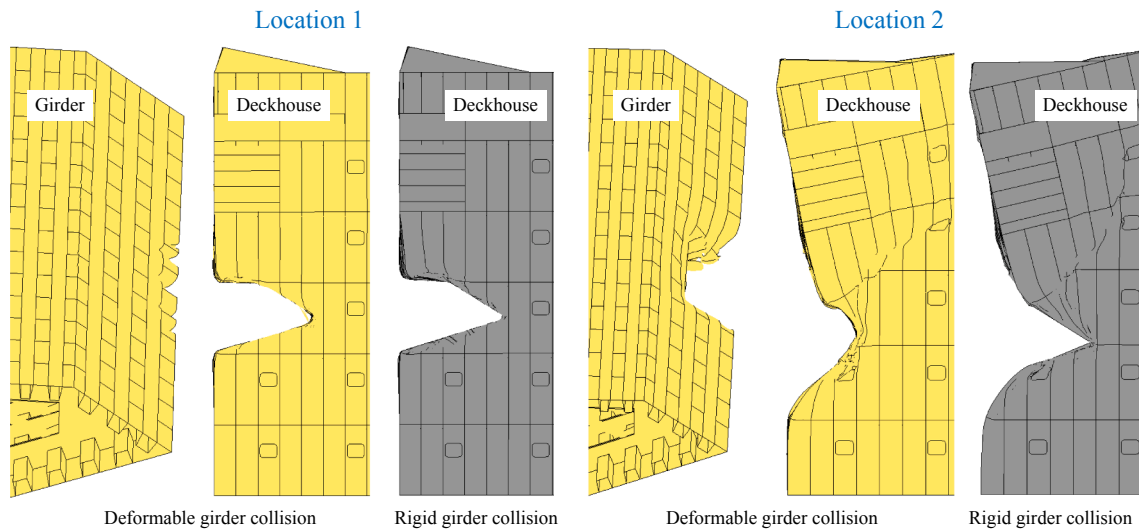 Location 1
Location 2
Girder
Deckhouse
Deckhouse
Girder
Deckhouse
Deckhouse
Deformable girder collision
Rigid girder collision
Deformable girder collision
Rigid girder collision